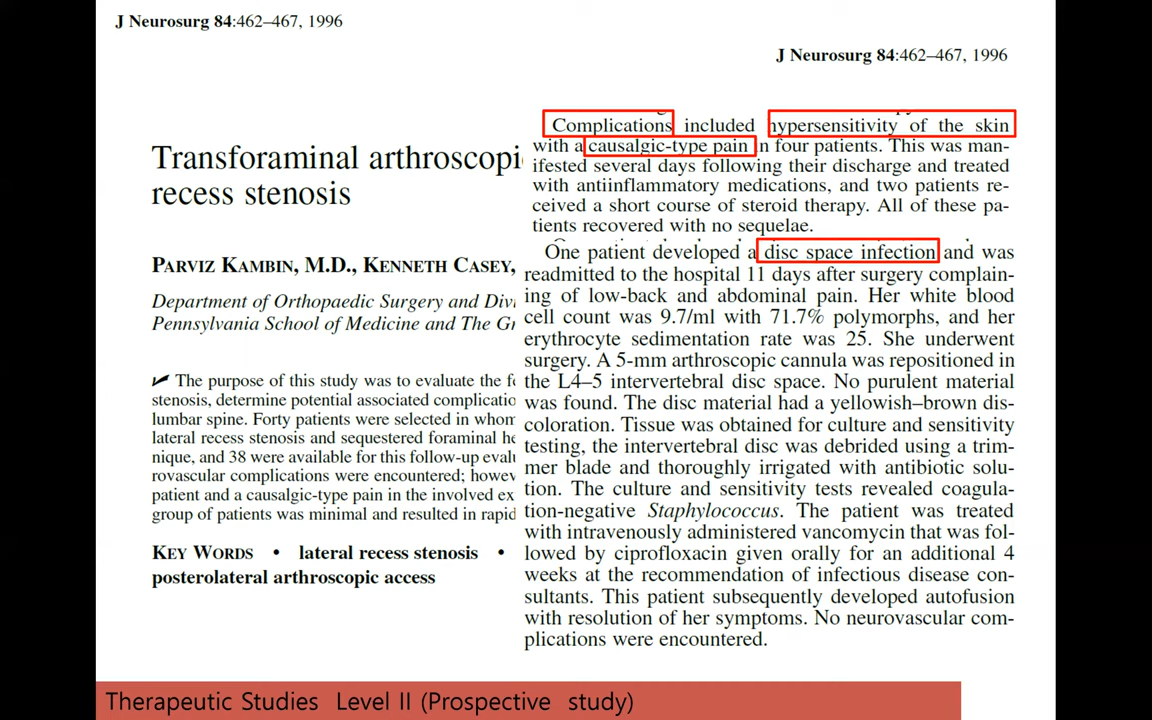 J Neurosurg 84:462–467, 1996
J Neurosurg 84:462–467, 1996
Transforaminal arthroscopi
recess stenosis
PARVIZ KAMBIN, M.D., KENNETH CASEY,
Department of Orthopaedic Surgery and Divi
Pennsylvania School of Medicine and The Gr
The purpose of this study was to evaluate the fe
stenosis, determine potential associated complicatio
lumbar spine. Forty patients were selected in whom
lateral recess stenosis and sequestered foraminal he
nique, and 38 were available for this follow-up evalu
rovascular complications were encountered; howev
patient and a causalgic-type pain in the involved ex
group of patients was minimal and resulted in rapid
KEY WORDS • lateral recess stenosis •
posterolateral arthroscopic access
Complications included hypersensitivity of the skin
with a causalgic-type pain in four patients. This was man-
ifested several days following their discharge and treated
with antiinflammatory medications, and two patients re-
ceived a short course of steroid therapy. All of these pa-
tients recovered with no sequelae.
One patient developed a disc space infection and was
readmitted to the hospital 11 days after surgery complain-
ing of low-back and abdominal pain. Her white blood
cell count was 9.7/ml with 71.7% polymorphs, and her
erythrocyte sedimentation rate was 25. She underwent
surgery. A 5-mm arthroscopic cannula was repositioned in
the L4–5 intervertebral disc space. No purulent material
was found. The disc material had a yellowish–brown dis-
coloration. Tissue was obtained for culture and sensitivity
testing, the intervertebral disc was debrided using a trim-
mer blade and thoroughly irrigated with antibiotic solu-
tion. The culture and sensitivity tests revealed coagula-
tion-negative Staphylococcus. The patient was treated
with intravenously administered vancomycin that was fol-
lowed by ciprofloxacin given orally for an additional 4
weeks at the recommendation of infectious disease con-
sultants. This patient subsequently developed autofusion
with resolution of her symptoms. No neurovascular com-
plications were encountered.
Therapeutic Studies Level II (Prospective study)